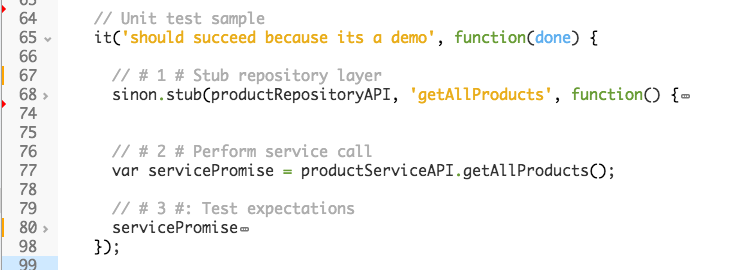 63
64 // Unit test sample
65 it('should succeed because its a demo', function(done) {
66
67 // # 1 # Stub repository layer
68 sinon.stub(productRepositoryAPI, 'getAllProducts', function() {
74
75
76 // # 2 # Perform service call
77 var servicePromise = productServiceAPI.getAllProducts();
78
79 // # 3 #: Test expectations
80 servicePromise
98 });
99